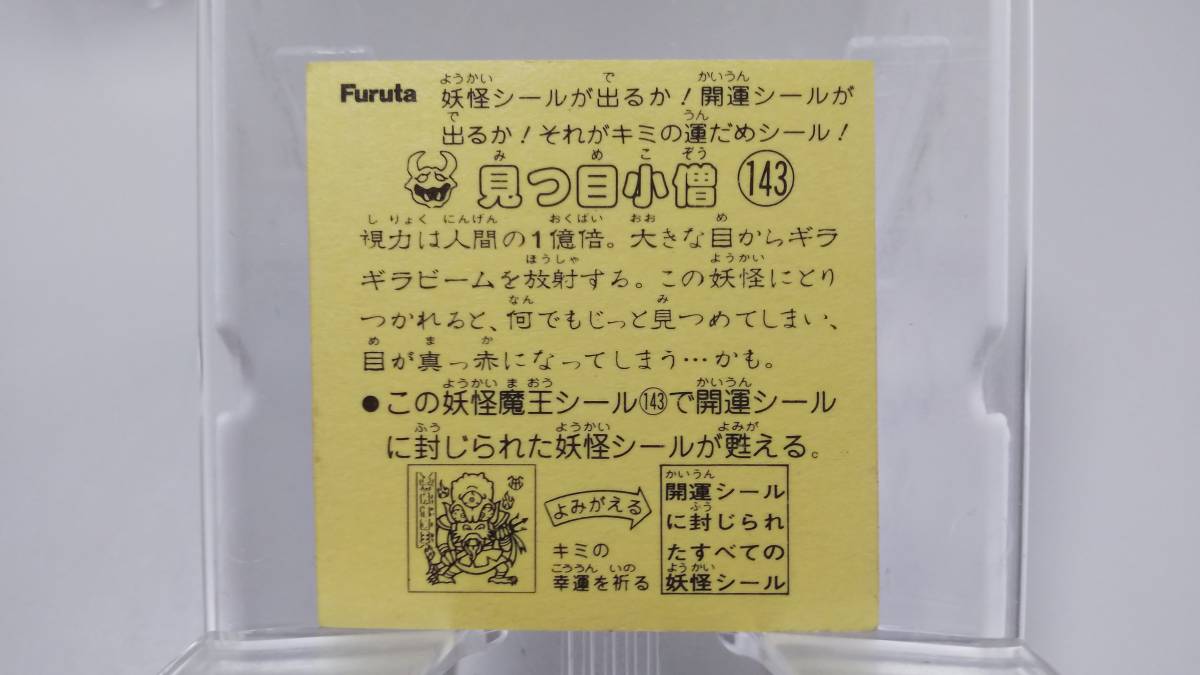 Furuta
妖怪シールが出るか！開運シールが
出るか！それがキミの運だめシール！
見つ目小僧 143
視力は人間の1億倍。大きな目からギラ
ギラビームを放射する。この妖怪にとり
つかれると、何でもじっと見つめてしまい、
目が真っ赤になってしまう…かも。
●この妖怪魔王シール143で開運シール
に封じられた妖怪シールが甦える。
よみがえる
キミの
幸運を祈る
開運シール
に封じられ
たすべての
妖怪シール